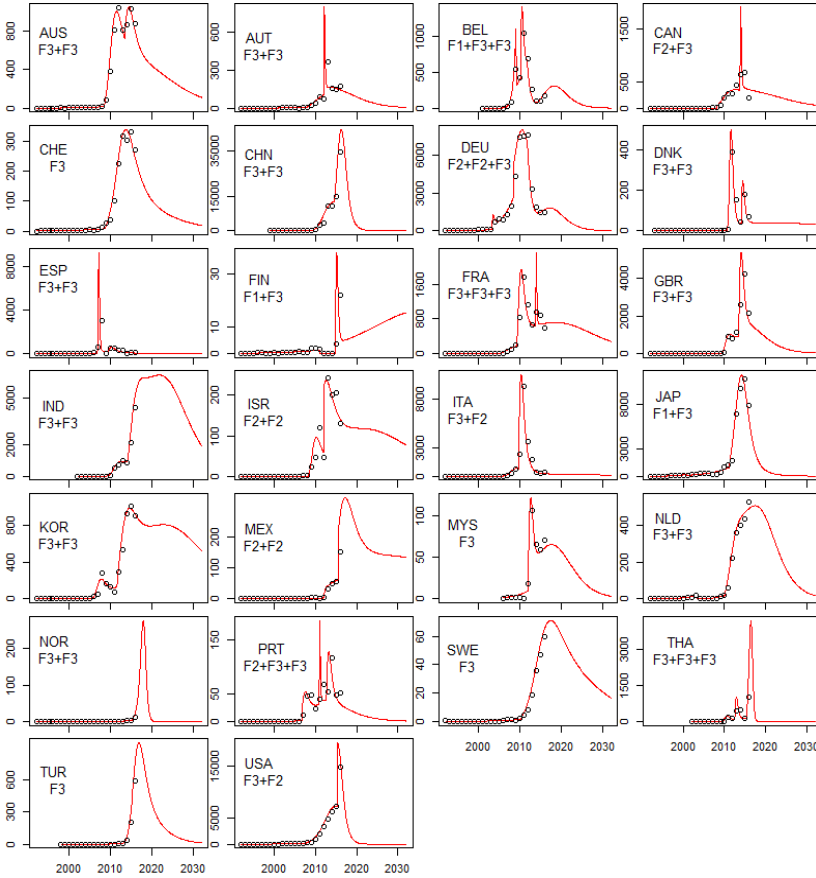 AUS
F3+F3
0 400 800
AUT
F3+F3
0 300 600
BEL
F1+F3+F3
0 500 1000
CAN
F2+F3
0 500 1500
CHE
F3
0 100 200 300
CHN
F3+F3
0 15000 35000
DEU
F2+F2+F3
0 3000 6000
DNK
F3+F3
0 200 400
ESP
F3+F3
0 4000 8000
FIN
F1+F3
0 10 30
FRA
F3+F3+F3
0 600 1600
GBR
F3+F3
0 2000 4000
IND
F3+F3
0 2000 5000
ISR
F2+F2
0 100 200
ITA
F3+F2
0 3000 8000
JAP
F1+F3
0 3000 8000
KOR
F3+F3
0 400 800
MEX
F2+F2
0 100 200
MYS
F3
0 50 100
NLD
F3+F3
0 200 400
NOR
F3+F3
0 100 200
PRT
F2+F3+F3
0 50 150
SWE
F3
0 20 40 60
THA
F3+F3+F3
0 1500 3000
2000 2010 2020 2030
2000 2010 2020 2030
TUR
F3
0 300 600
USA
F3+F2
0 5000 15000
2000 2010 2020 2030
2000 2010 2020 2030